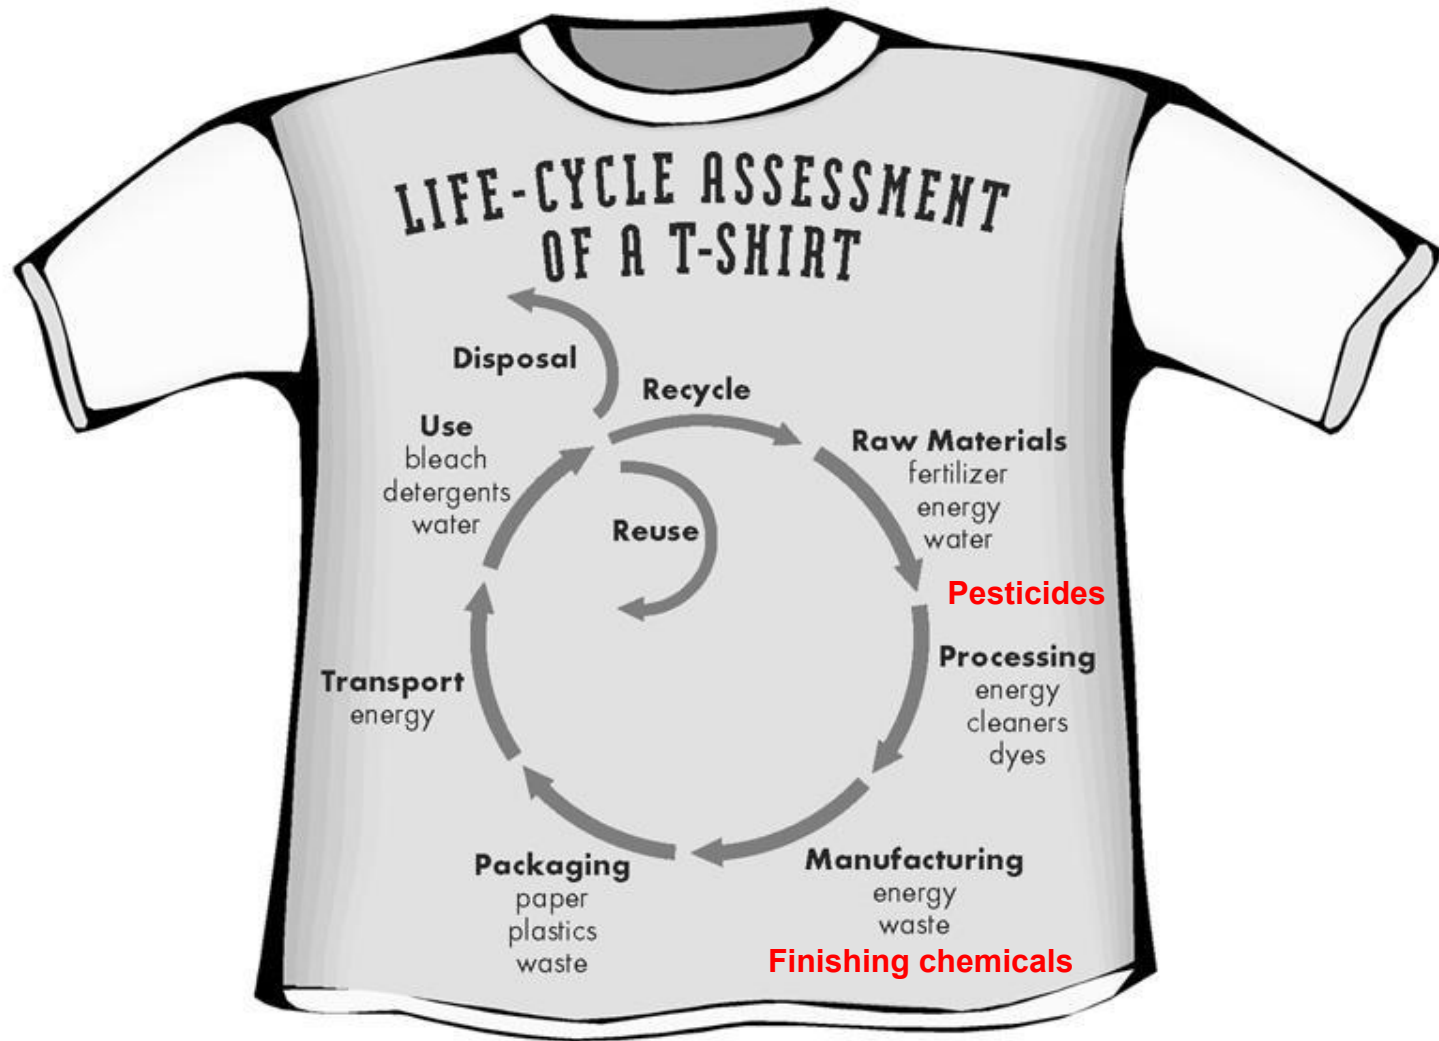 LIFE-CYCLE ASSESSMENT
OF A T-SHIRT
Disposal
Recycle
Use
bleach
detergents
water
Reuse
Raw Materials
fertilizer
energy
water
Pesticides
Processing
energy
cleaners
dyes
Transport
energy
Packaging
paper
plastics
waste
Manufacturing
energy
waste
Finishing chemicals